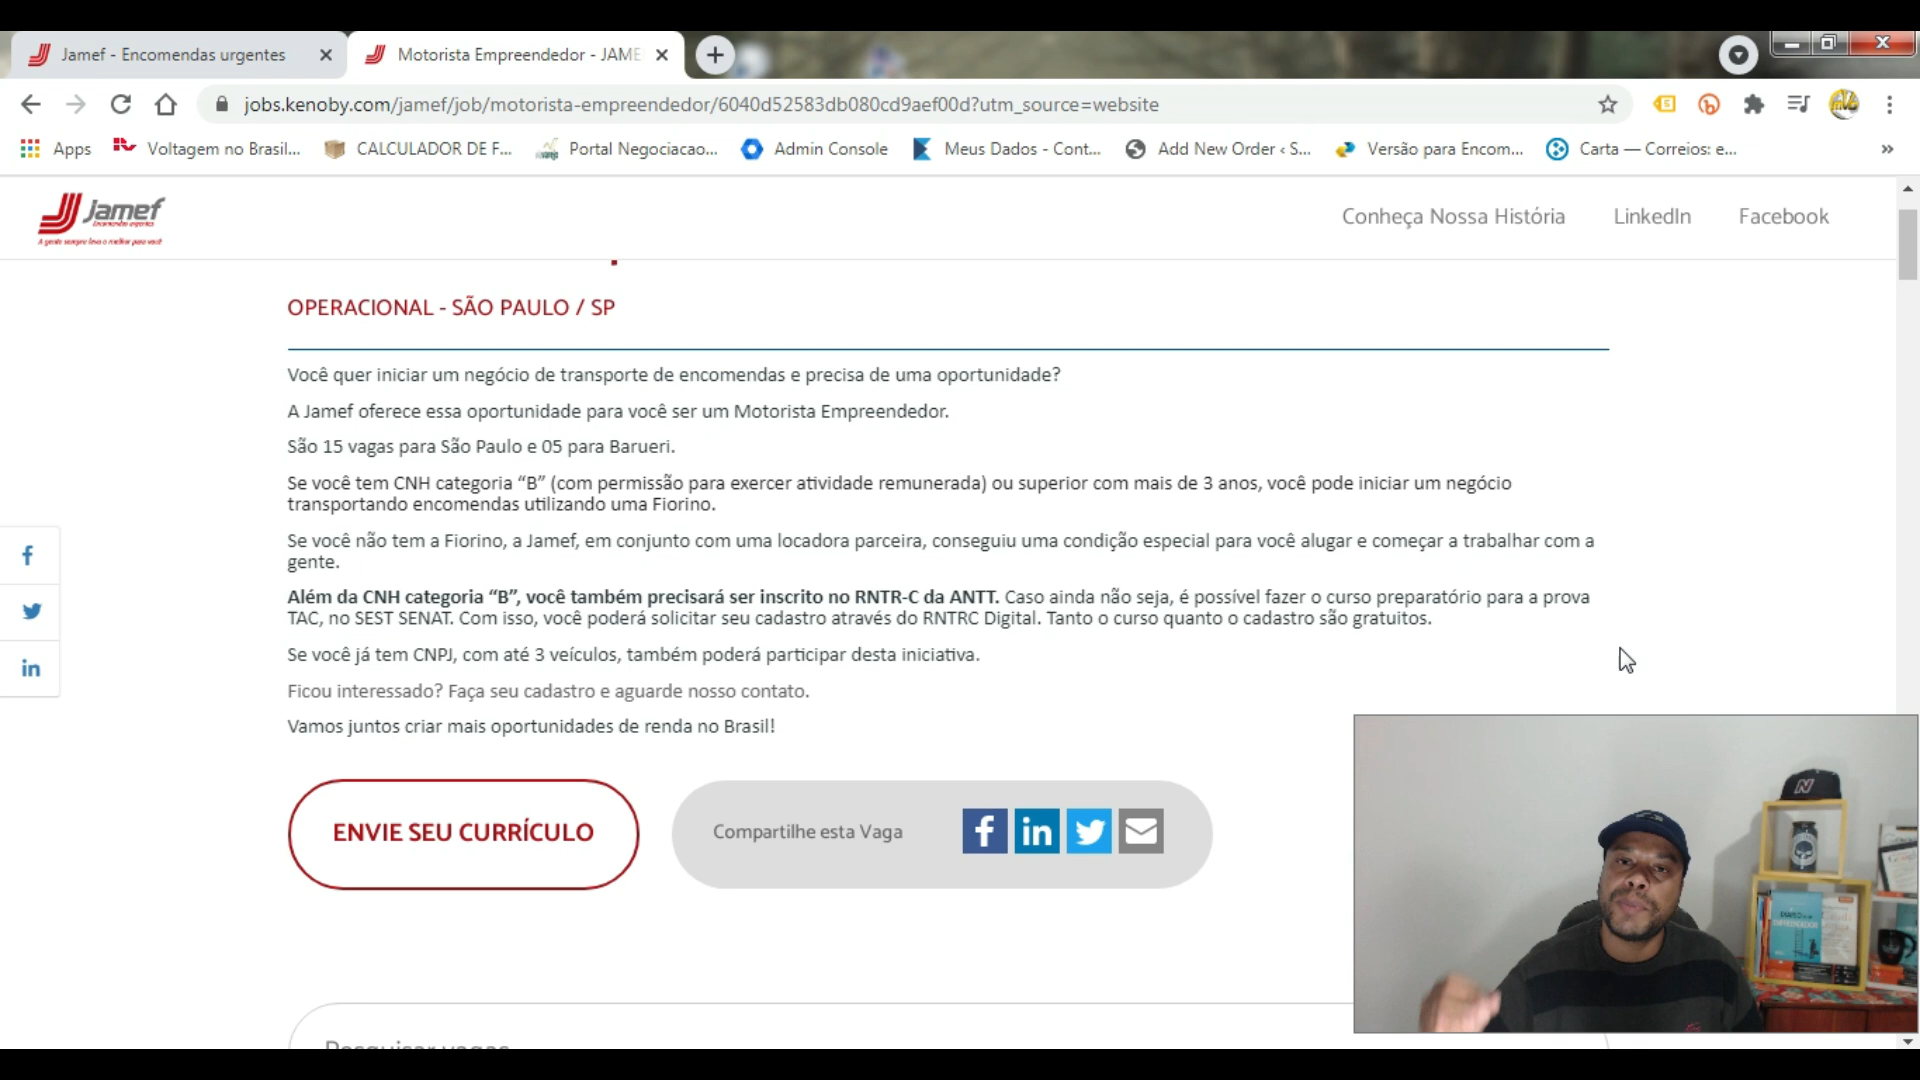 Jamef - Encomendas urgentes
Motorista Empreendedor - JAME
jobs.kenoby.com/jamef/job/motorista-empreendedor/6040d52583db080cd9aef00d?utm_source=website
Apps
Voltagem no Brasil...
CALCULADOR DE F...
Portal Negociacao...
Admin Console
Meus Dados - Cont...
Add New Order ‹ S...
Versão para Encom...
Carta — Correios: e...
»
Jamef
Encomendas urgentes
A gente sempre leva o melhor para você
Conheça Nossa História
LinkedIn
Facebook
OPERACIONAL - SÃO PAULO / SP
Você quer iniciar um negócio de transporte de encomendas e precisa de uma oportunidade?
A Jamef oferece essa oportunidade para você ser um Motorista Empreendedor.
São 15 vagas para São Paulo e 05 para Barueri.
Se você tem CNH categoria “B” (com permissão para exercer atividade remunerada) ou superior com mais de 3 anos, você pode iniciar um negócio
transportando encomendas utilizando uma Fiorino.
Se você não tem a Fiorino, a Jamef, em conjunto com uma locadora parceira, conseguiu uma condição especial para você alugar e começar a trabalhar com a
gente.
Além da CNH categoria “B”, você também precisará ser inscrito no RNTR-C da ANTT. Caso ainda não seja, é possível fazer o curso preparatório para a prova
TAC, no SEST SENAT. Com isso, você poderá solicitar seu cadastro através do RNTRC Digital. Tanto o curso quanto o cadastro são gratuitos.
Se você já tem CNPJ, com até 3 veículos, também poderá participar desta iniciativa.
Ficou interessado? Faça seu cadastro e aguarde nosso contato.
Vamos juntos criar mais oportunidades de renda no Brasil!
ENVIE SEU CURRÍCULO
Compartilhe esta Vaga
Pesquisar vagas